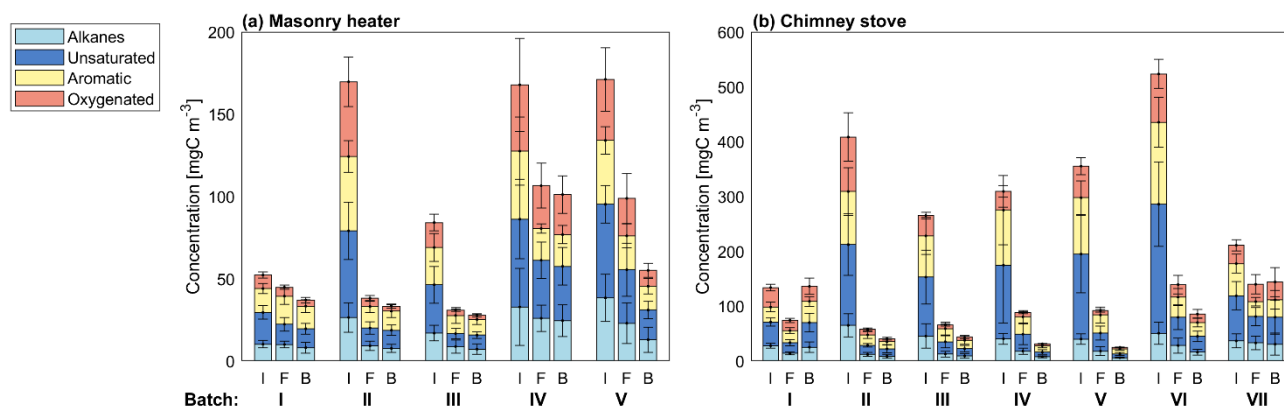 Alkanes
Unsaturated
Aromatic
Oxygenated
(a) Masonry heater
Concentration [mgC m⁻³]
200
150
100
50
0
I F B I F B I F B I F B I F B
Batch: I II III IV V
(b) Chimney stove
Concentration [mgC m⁻³]
600
500
400
300
200
100
0
I F B I F B I F B I F B I F B I F B I F B
I II III IV V VI VII